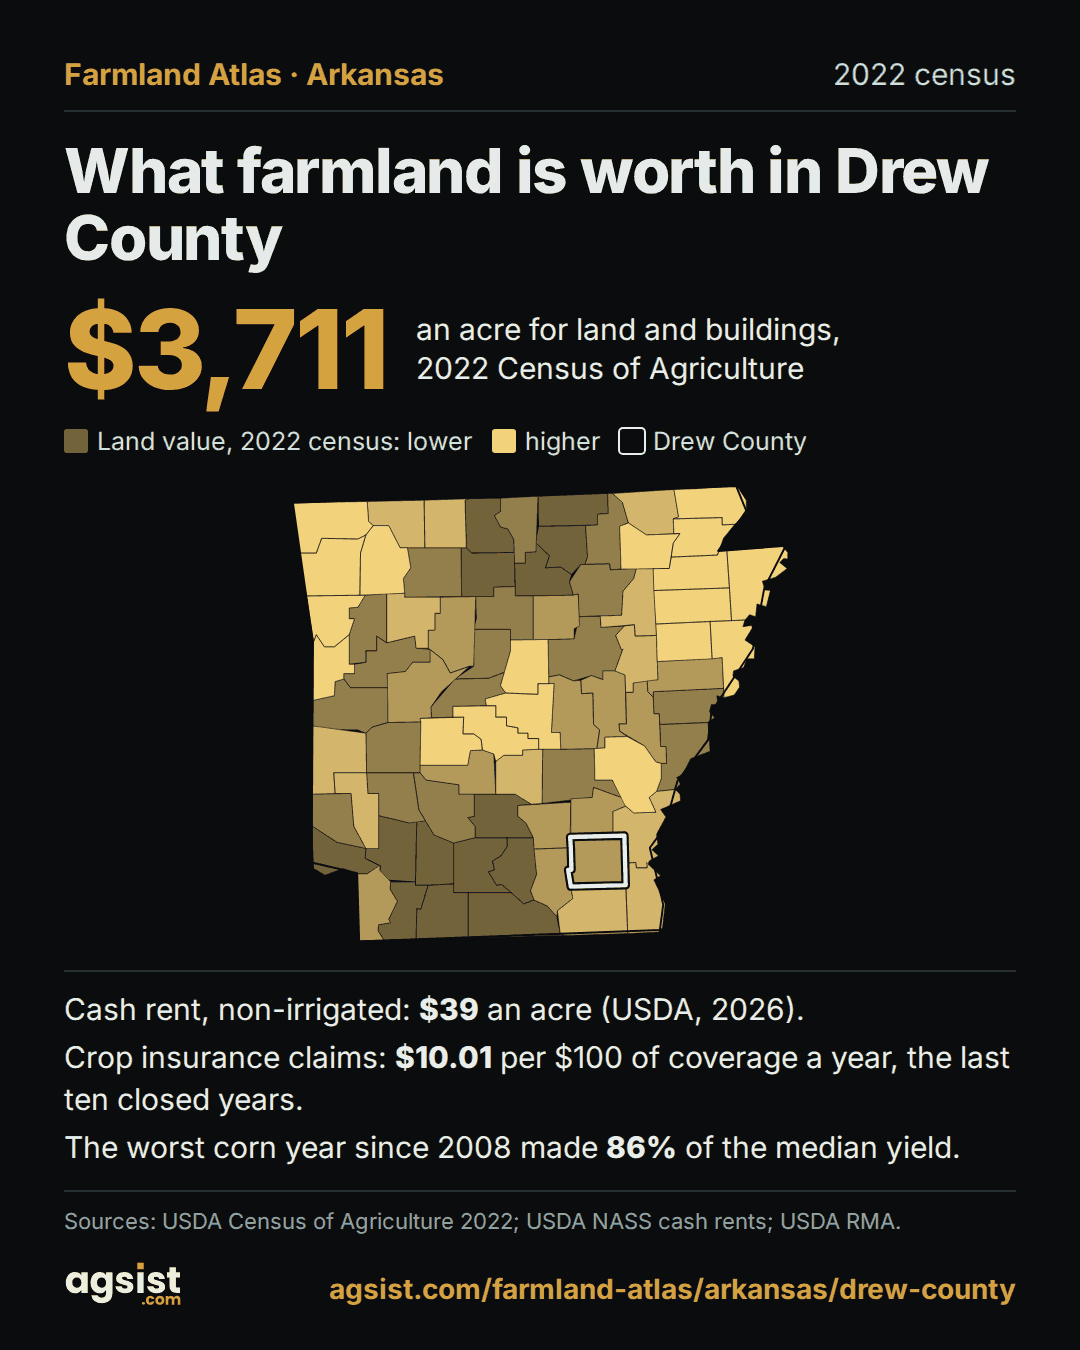 Farmland Atlas · Arkansas
2022 census
What farmland is worth in Drew
County
$3,711
an acre for land and buildings,
2022 Census of Agriculture
Land value, 2022 census: lower
higher
Drew County
Cash rent, non-irrigated: $39 an acre (USDA, 2026).
Crop insurance claims: $10.01 per $100 of coverage a year, the last
ten closed years.
The worst corn year since 2008 made 86% of the median yield.
Sources: USDA Census of Agriculture 2022; USDA NASS cash rents; USDA RMA.
agsist
.com
agsist.com/farmland-atlas/arkansas/drew-county